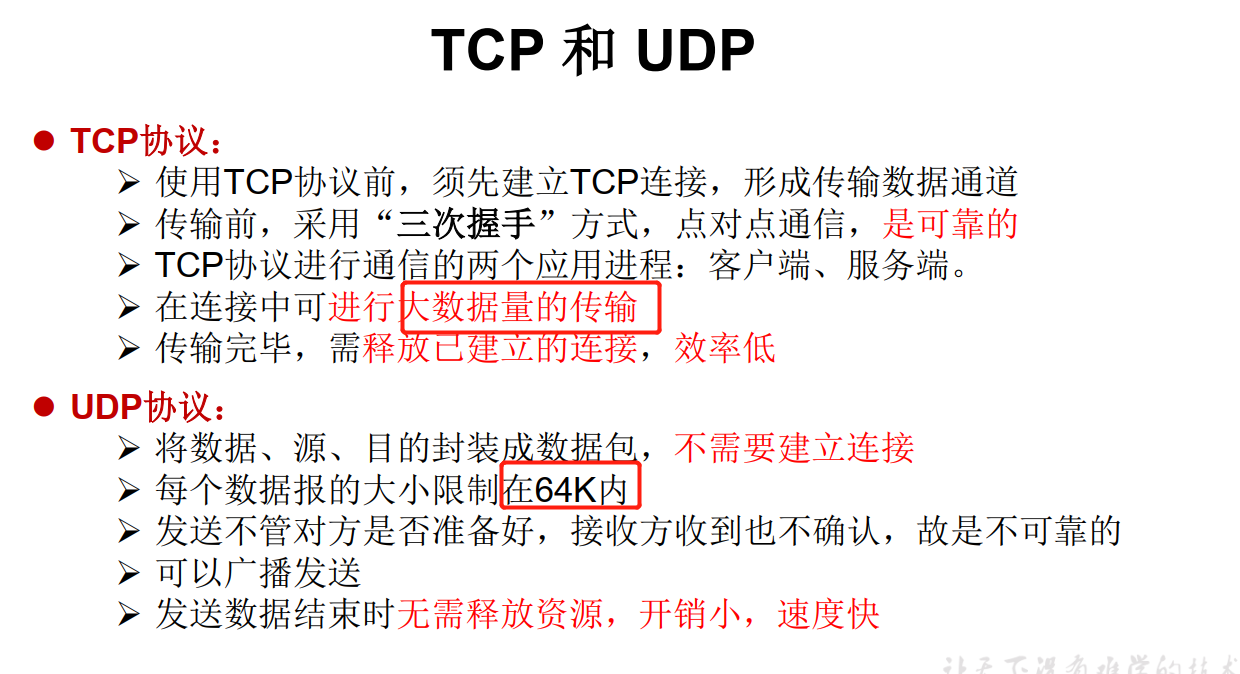 TCP 和 UDP
TCP协议：
使用TCP协议前，须先建立TCP连接，形成传输数据通道
传输前，采用“三次握手”方式，点对点通信，是可靠的
TCP协议进行通信的两个应用进程：客户端、服务端。
在连接中可进行大数据量的传输
传输完毕，需释放已建立的连接，效率低
UDP协议：
将数据、源、目的封装成数据包，不需要建立连接
每个数据报的大小限制在64K内
发送不管对方是否准备好，接收方收到也不确认，故是不可靠的
可以广播发送
发送数据结束时无需释放资源，开销小，速度快
让天下没有难学的技术